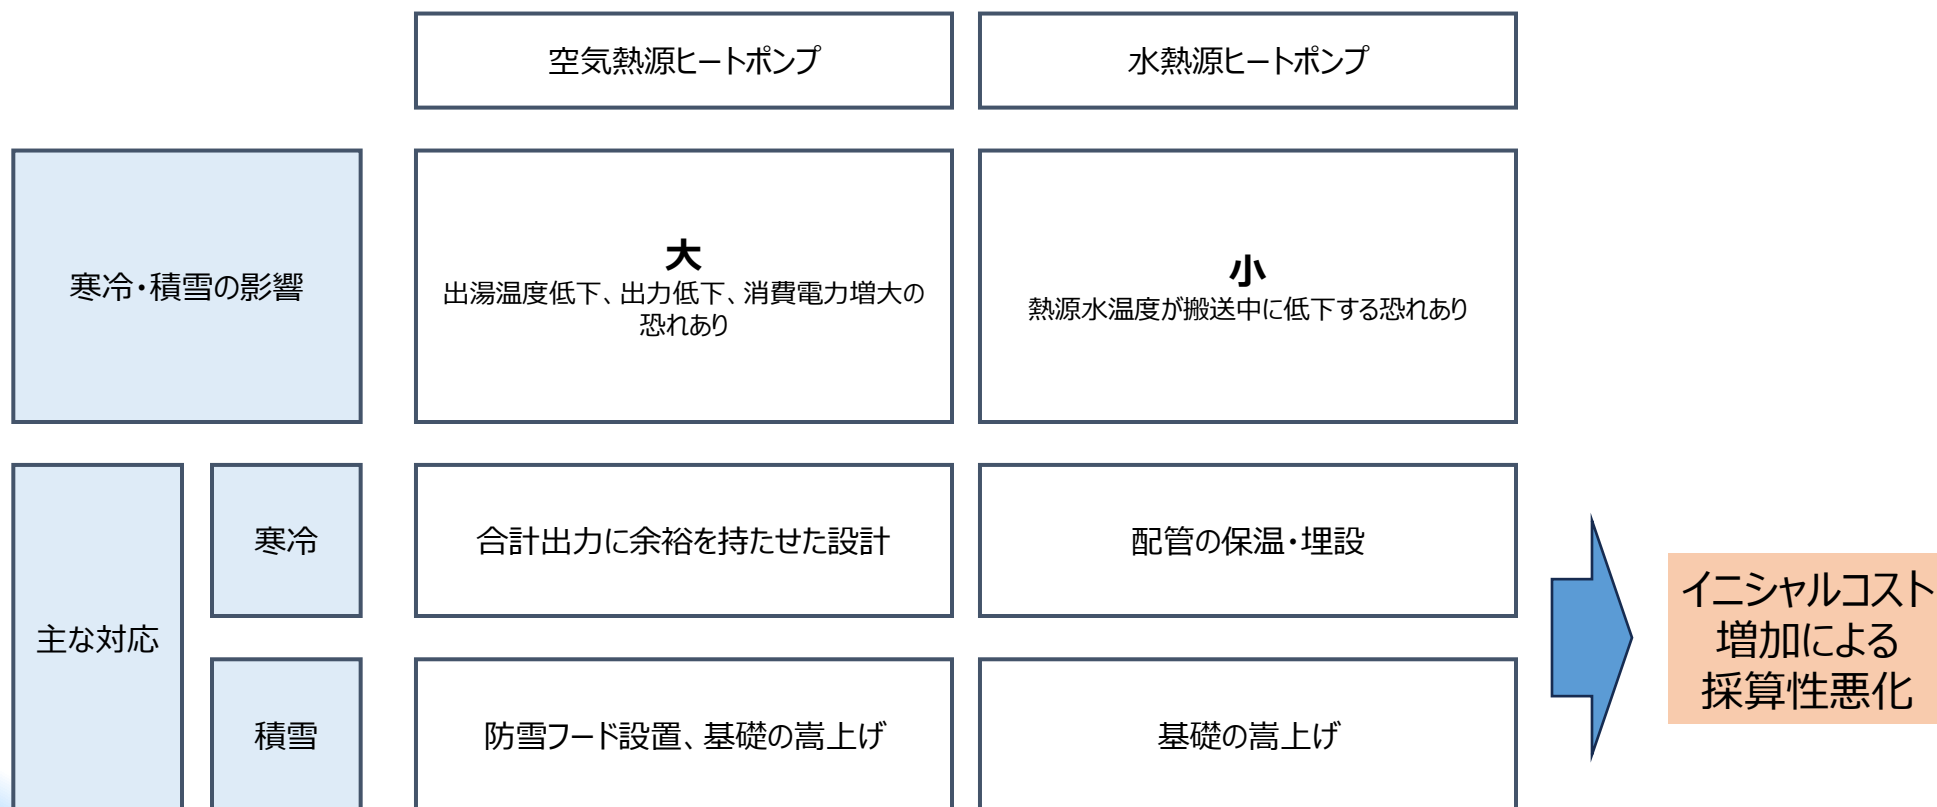 空気熱源ヒートポンプ
水熱源ヒートポンプ
寒冷・積雪の影響
大
出湯温度低下、出力低下、消費電力増大の
恐れあり
小
熱源水温度が搬送中に低下する恐れあり
主な対応
寒冷
合計出力に余裕を持たせた設計
配管の保温・埋設
積雪
防雪フード設置、基礎の嵩上げ
基礎の嵩上げ
イニシャルコスト
増加による
採算性悪化